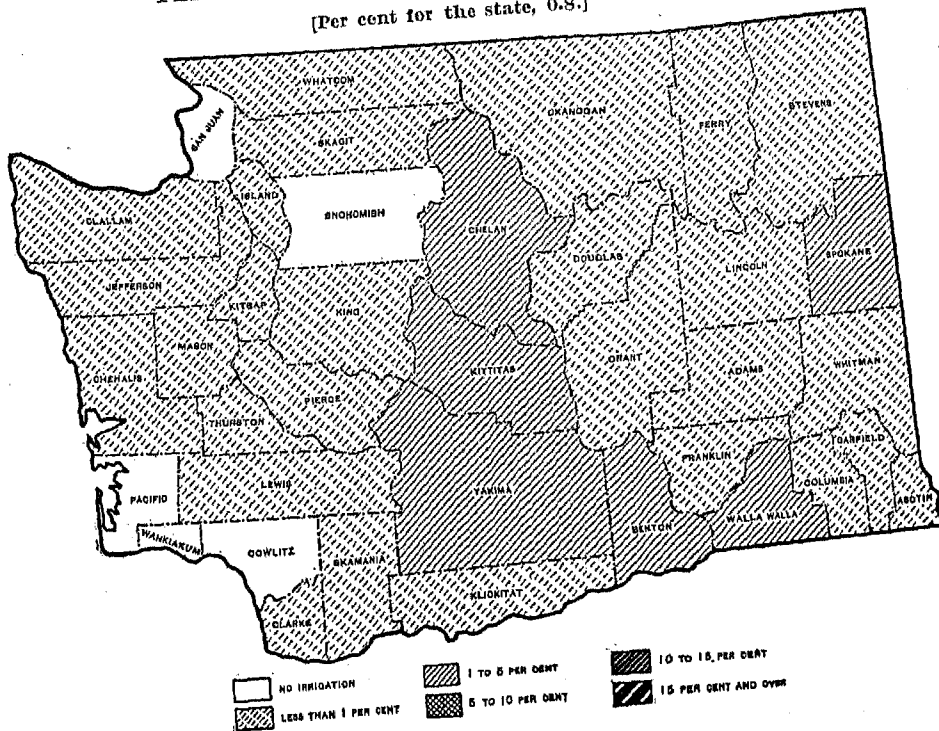 [Per cent for the state, 0.8.]
WHATCOM
OKANOGAN
FERRY
STEVENS
SAN JUAN
SKAGIT
ISLAND
SNOHOMISH
CHELAN
CLALLAM
DOUGLAS
LINCOLN
SPOKANE
JEFFERSON
KITSAP
KING
MASON
CHEHALIS
KITTITAS
GRANT
ADAMS
WHITMAN
PIERCE
THURSTON
FRANKLIN
GARFIELD
LEWIS
YAKIMA
COLUMBIA
PACIFIC
BENTON
WALLA WALLA
ASOTIN
WAHKIAKUM
COWLITZ
SKAMANIA
KLICKITAT
CLARKE
NO IRRIGATION
LESS THAN 1 PER CENT
1 TO 5 PER CENT
5 TO 10 PER CENT
10 TO 15 PER CENT
15 PER CENT AND OVER